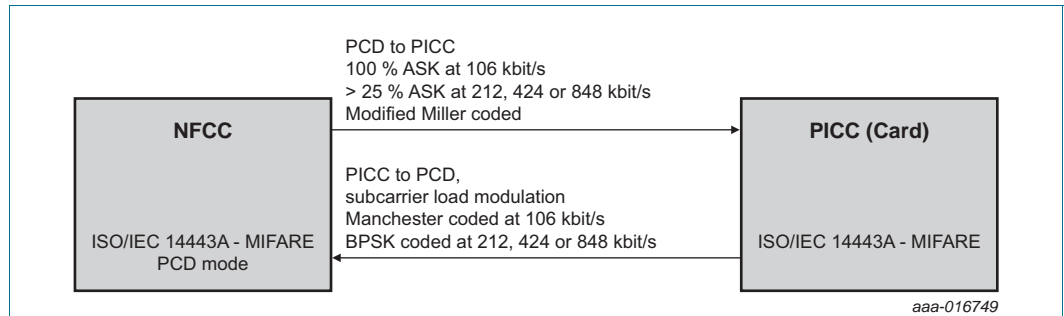 PCD to PICC
100 % ASK at 106 kbit/s
> 25 % ASK at 212, 424 or 848 kbit/s
Modified Miller coded
NFCC
PICC (Card)
PICC to PCD,
subcarrier load modulation
Manchester coded at 106 kbit/s
BPSK coded at 212, 424 or 848 kbit/s
ISO/IEC 14443A - MIFARE
PCD mode
ISO/IEC 14443A - MIFARE
aaa-016749